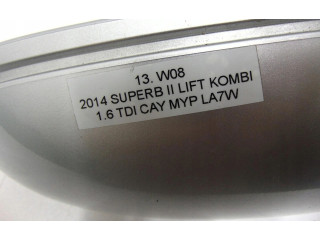 13. W08
2014 SUPERB II LIFT KOMBI
1.6 TDI CAY MYP LA7W